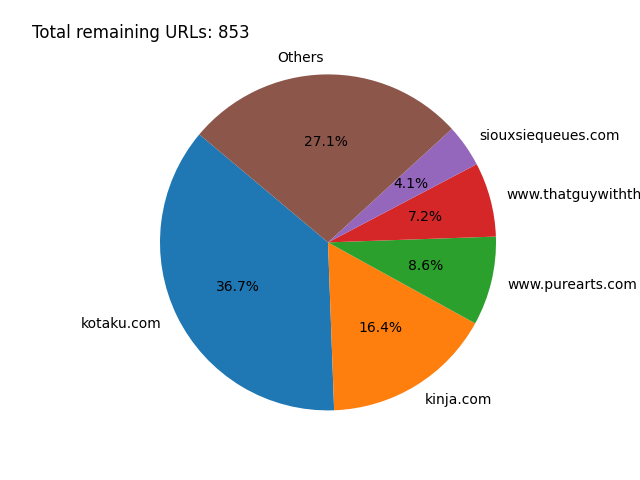 Total remaining URLs: 853
Others
27.1%
siouxsiequeues.com
4.1%
www.thatguywithth
7.2%
www.purearts.com
8.6%
36.7%
kotaku.com
16.4%
kinja.com